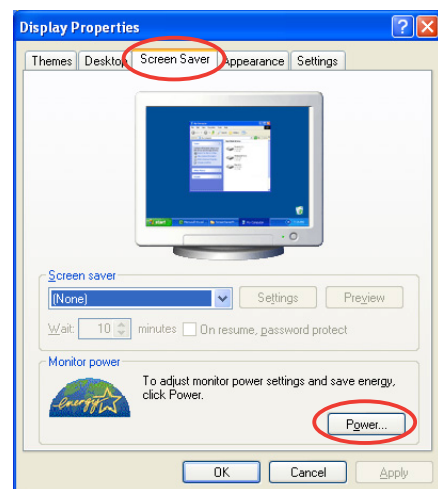 Display Properties
Themes Desktop Screen Saver Appearance Settings
Screen saver
(None) Settings Preview
Wait: 10 minutes On resume, password protect
Monitor power
To adjust monitor power settings and save energy,
click Power.
energy
Power...
OK Cancel Apply